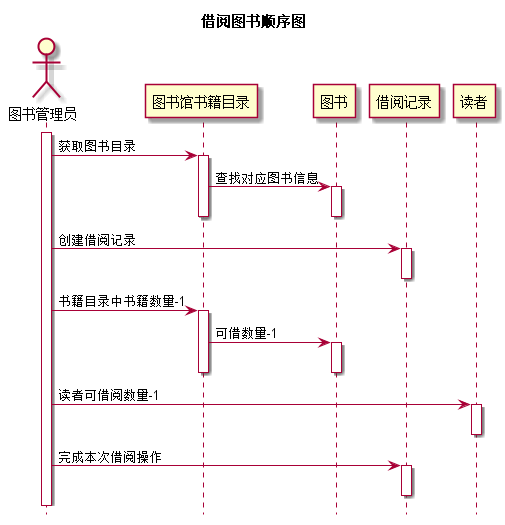 借阅图书顺序图
图书管理员
图书馆书籍目录
图书
借阅记录
读者
获取图书目录
查找对应图书信息
创建借阅记录
书籍目录中书籍数量-1
可借数量-1
读者可借阅数量-1
完成本次借阅操作